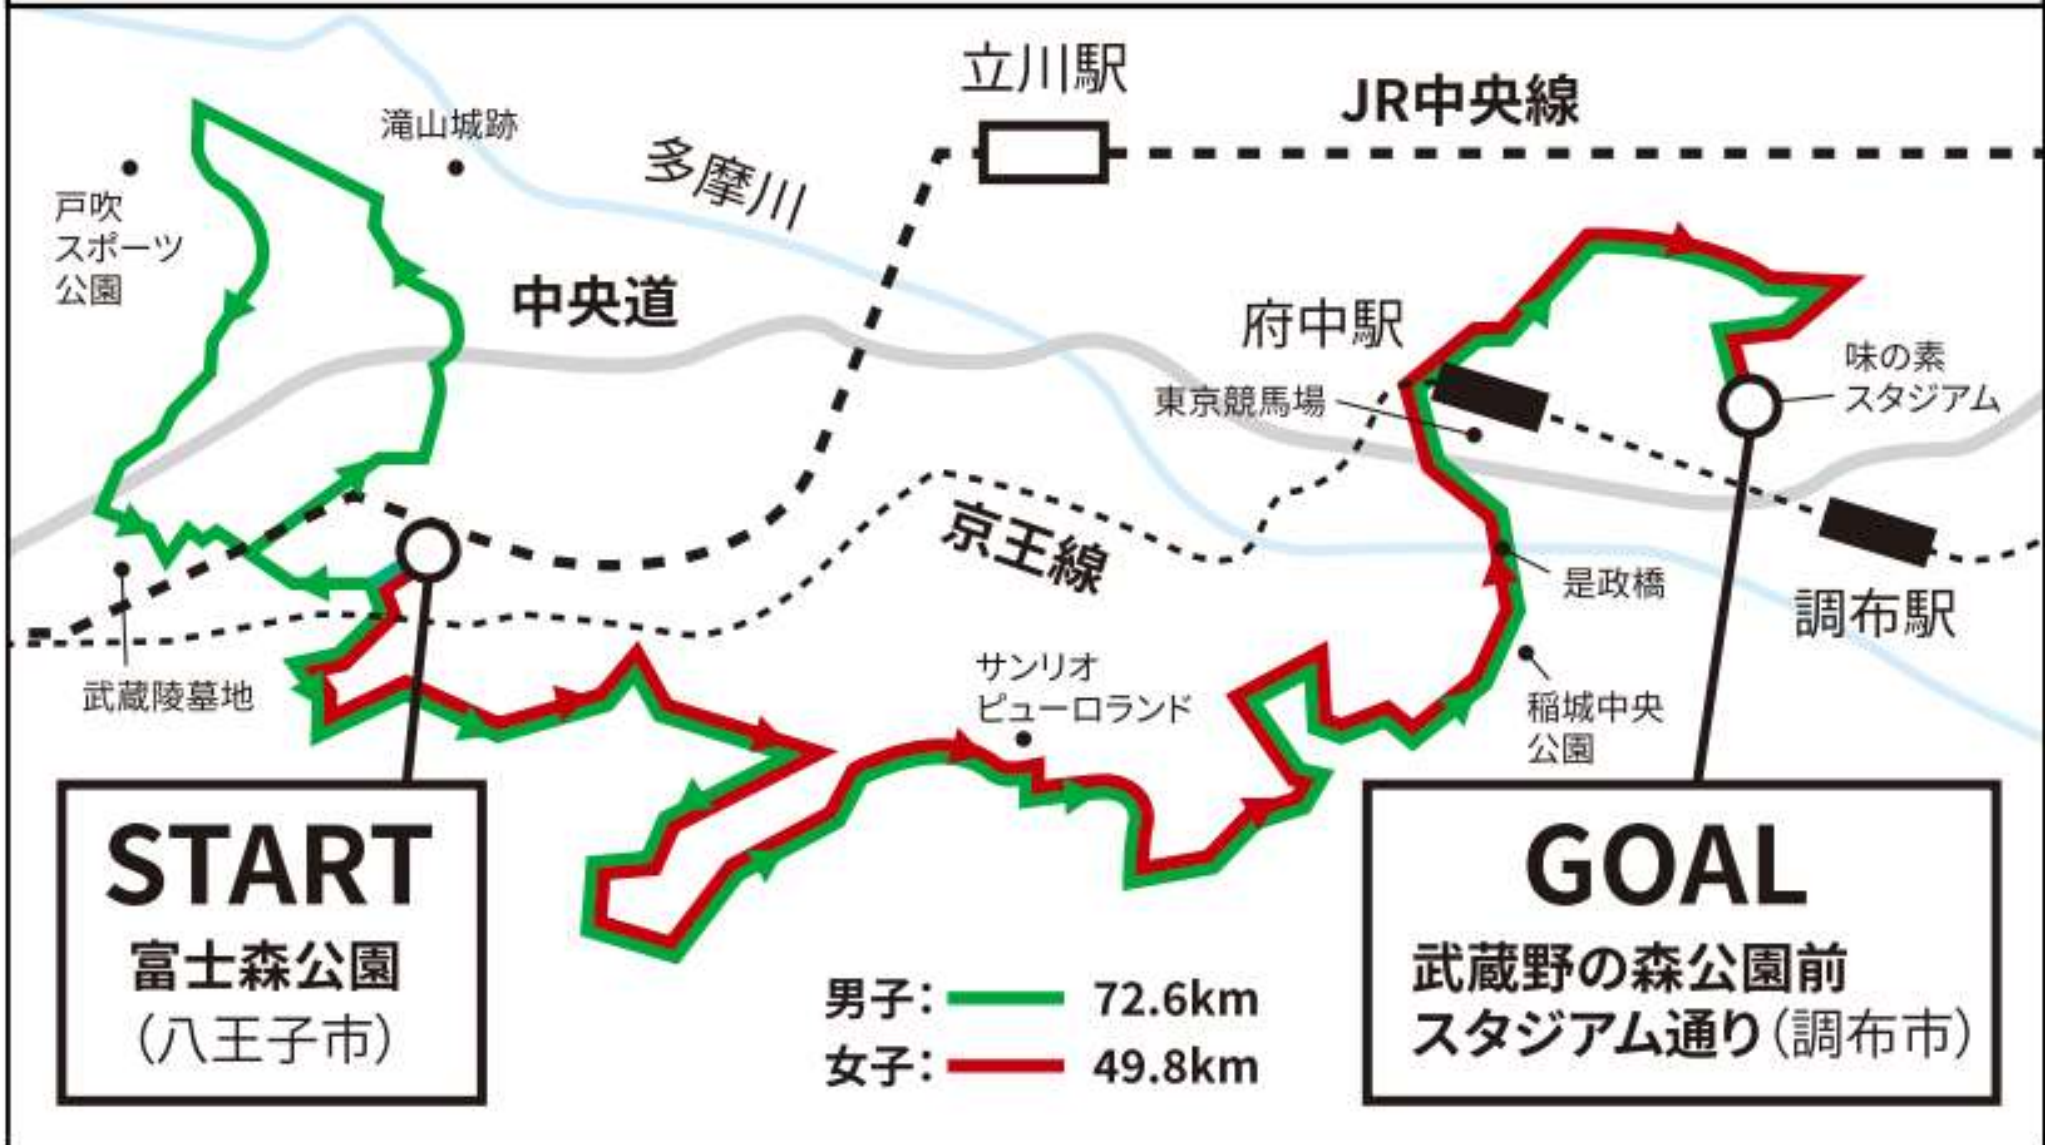 立川駅
JR中央線
滝山城跡
多摩川
戸吹
スポーツ
公園
中央道
府中駅
東京競馬場
味の素
スタジアム
京王線
是政橋
調布駅
武蔵陵墓地
サンリオ
ピューロランド
稲城中央
公園
START
富士森公園
（八王子市）
男子： 72.6km
女子： 49.8km
GOAL
武蔵野の森公園前
スタジアム通り（調布市）